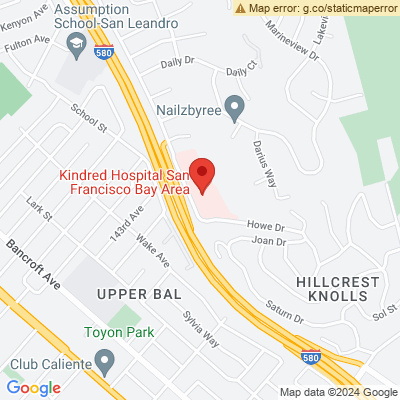 Map error: g.co/staticmaperror
Kenyon Ave
Assumption
School-San Leandro
Fulton Ave
580
Marineview Dr
Daily Dr
Daily Ct
School St
Nailzbyree
Darius Way
Kindred Hospital San
Francisco Bay Area
Lark St
143rd Ave
Howe Dr
Joan Dr
Wake Ave
Bancroft Ave
UPPER BAL
HILLCREST
KNOLLS
Saturn Dr
Sol St
Toyon Park
Sylvia Way
Club Caliente
580
Google
Map data ©2024 Google